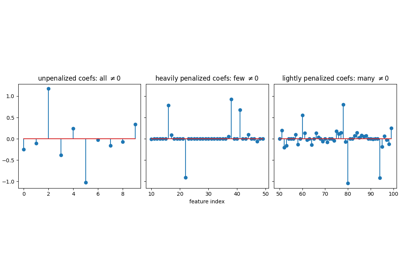 unpenalized coefs: all ≠0
heavily penalized coefs: few ≠0
lightly penalized coefs: many ≠0
1.0
0.5
0.0
−0.5
−1.0
0 2 4 6 8
10 20 30 40 50
50 60 70 80 90 100
feature index